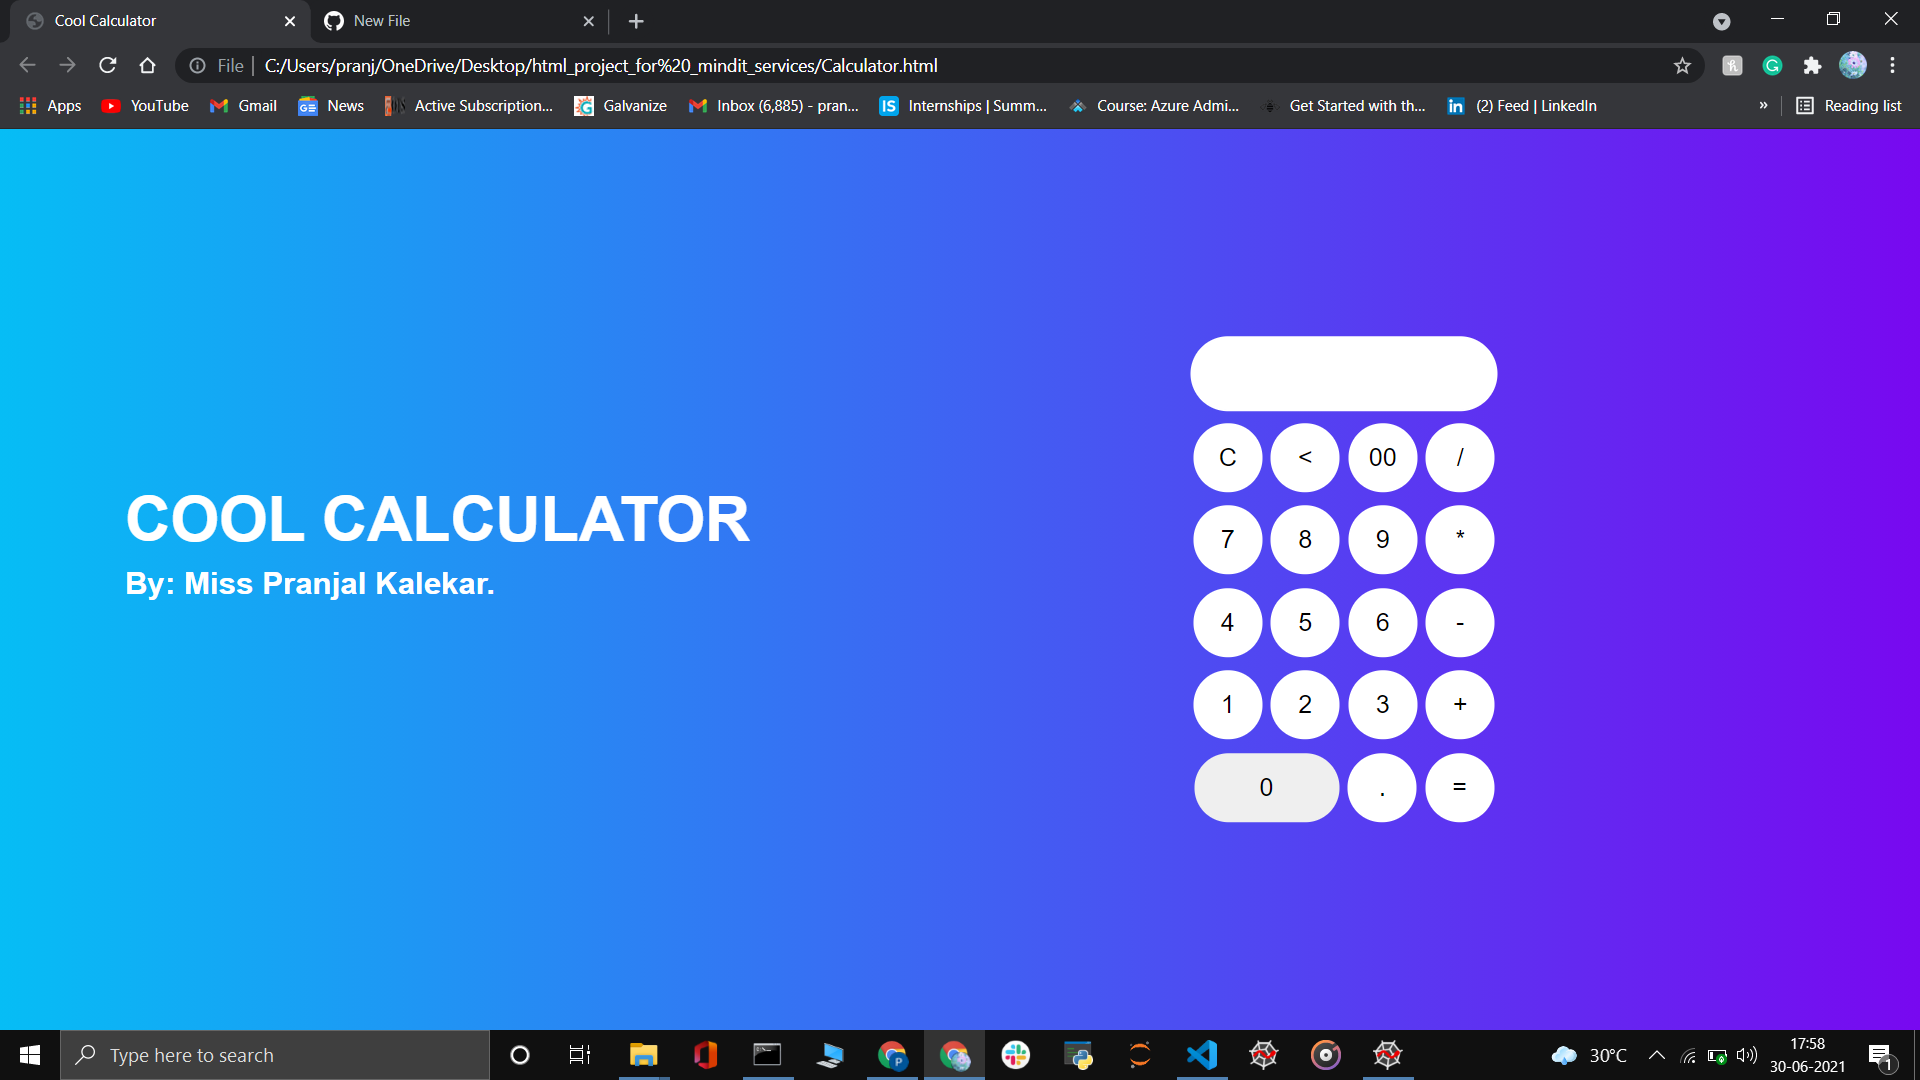 Cool Calculator
New File
File
C:/Users/pranj/OneDrive/Desktop/html_project_for%20_mindit_services/Calculator.html
Apps
YouTube
Gmail
News
Active Subscription...
Galvanize
Inbox (6,885) - pran...
IS Internships | Summ...
Course: Azure Admi...
Get Started with th...
(2) Feed | LinkedIn
»
Reading list
COOL CALCULATOR
By: Miss Pranjal Kalekar.
C < 00 /
7 8 9 *
4 5 6 -
1 2 3 +
0 . =
Type here to search
30°C
17:58
30-06-2021
1